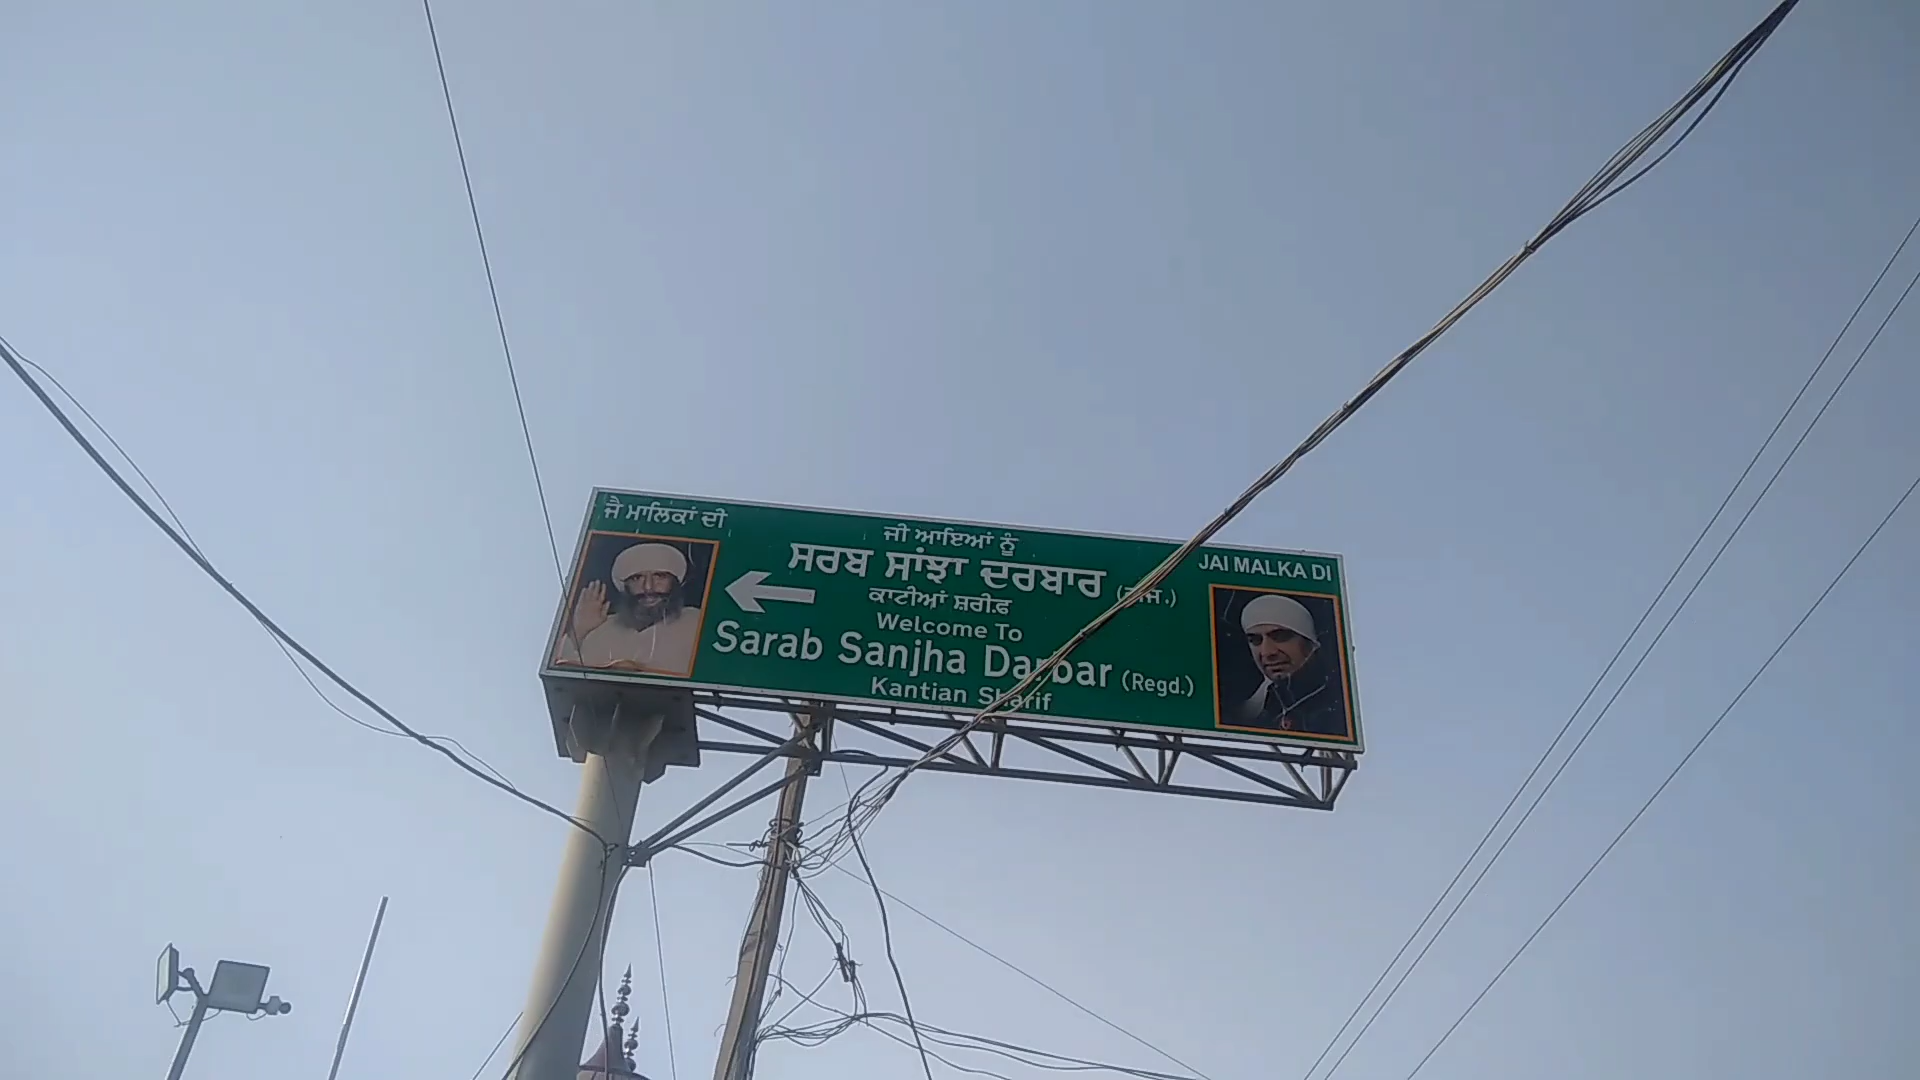 ਜੈ ਮਾਲਿਕਾਂ ਦੀ
ਜੀ ਆਇਆਂ ਨੂੰ
ਸਰਬ ਸਾਂਝਾ ਦਰਬਾਰ (ਰਜਿ.)
ਕਾਟੀਆਂ ਸ਼ਰੀਫ਼
Welcome To
Sarab Sanjha Darbar (Regd.)
Kantian Sharif
JAI MALKA DI